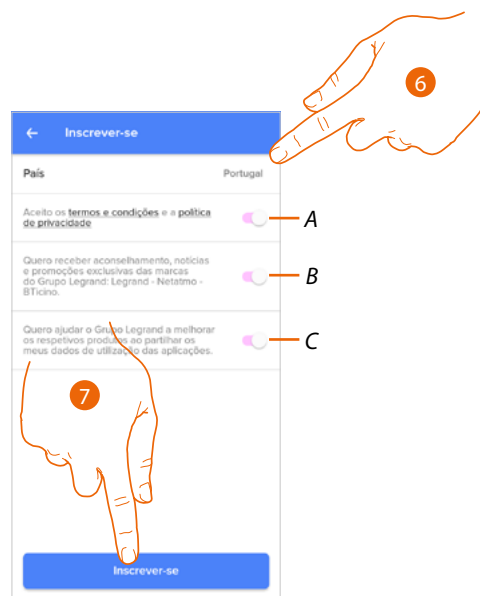 6
← Inscrever-se
País Portugal
Aceito os termos e condições e a política
de privacidade
A
Quero receber aconselhamento, notícias
e promoções exclusivas das marcas
do Grupo Legrand: Legrand - Netatmo -
BTicino.
B
Quero ajudar o Grupo Legrand a melhorar
os respetivos produtos ao partilhar os
meus dados de utilização das aplicações.
C
7
Inscrever-se